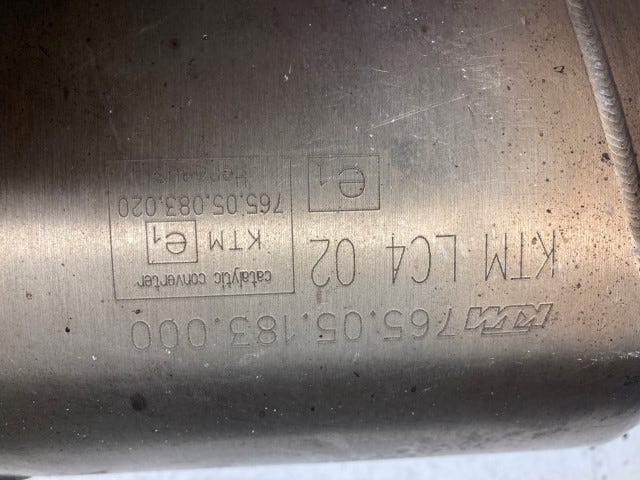 KTM 765.05.183.000
KTM LC4 02
e1
catalytic converter
KTM e1
765.05.083.020